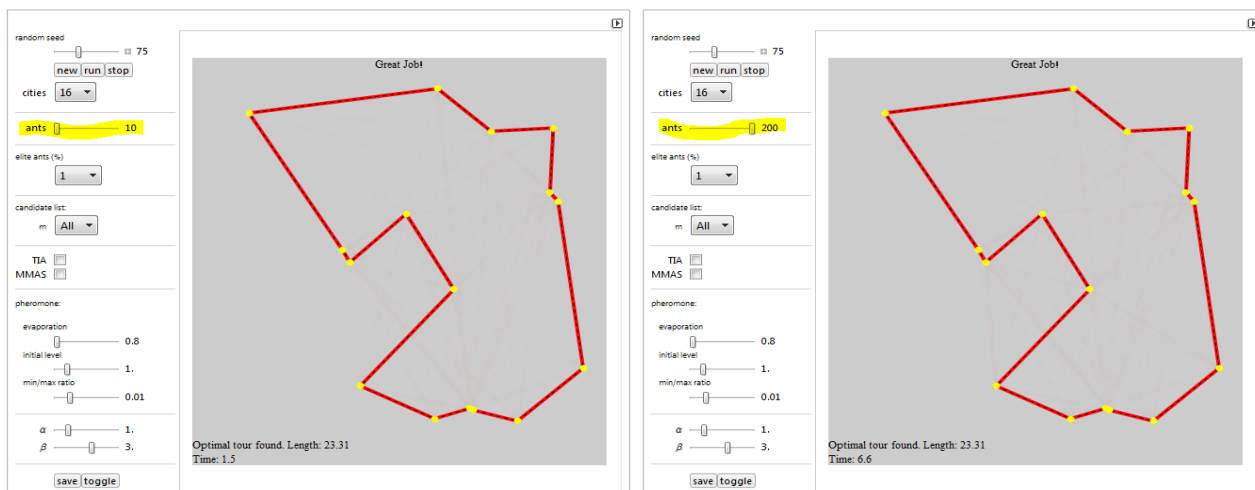 random seed
75
new run stop
cities 16
ants 10
elite ants (%)
1
candidate list:
m All
TIA
MMAS
pheromone:
evaporation
0.8
initial level
1.
min/max ratio
0.01
α 1.
β 3.
save toggle
Great Job!
Optimal tour found. Length: 23.31
Time: 1.5
random seed
75
new run stop
cities 16
ants 200
elite ants (%)
1
candidate list:
m All
TIA
MMAS
pheromone:
evaporation
0.8
initial level
1.
min/max ratio
0.01
α 1.
β 3.
save toggle
Great Job!
Optimal tour found. Length: 23.31
Time: 6.6